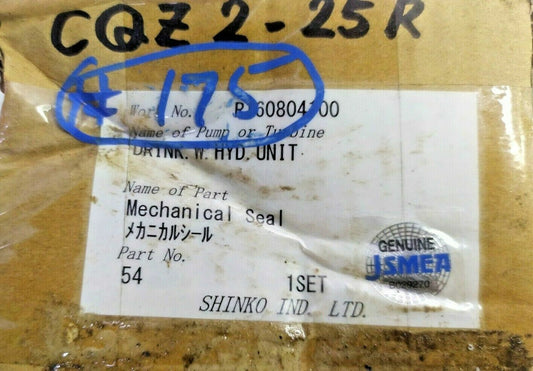 CQZ 2-25R
# 175
Work No.
Name of Pump or Turbine
DRINK. W. HYD. UNIT
Name of Part
Mechanical Seal
メカニカルシール
Part No.
54 1SET
SHINKO IND. LTD.
GENUINE
JSMEA